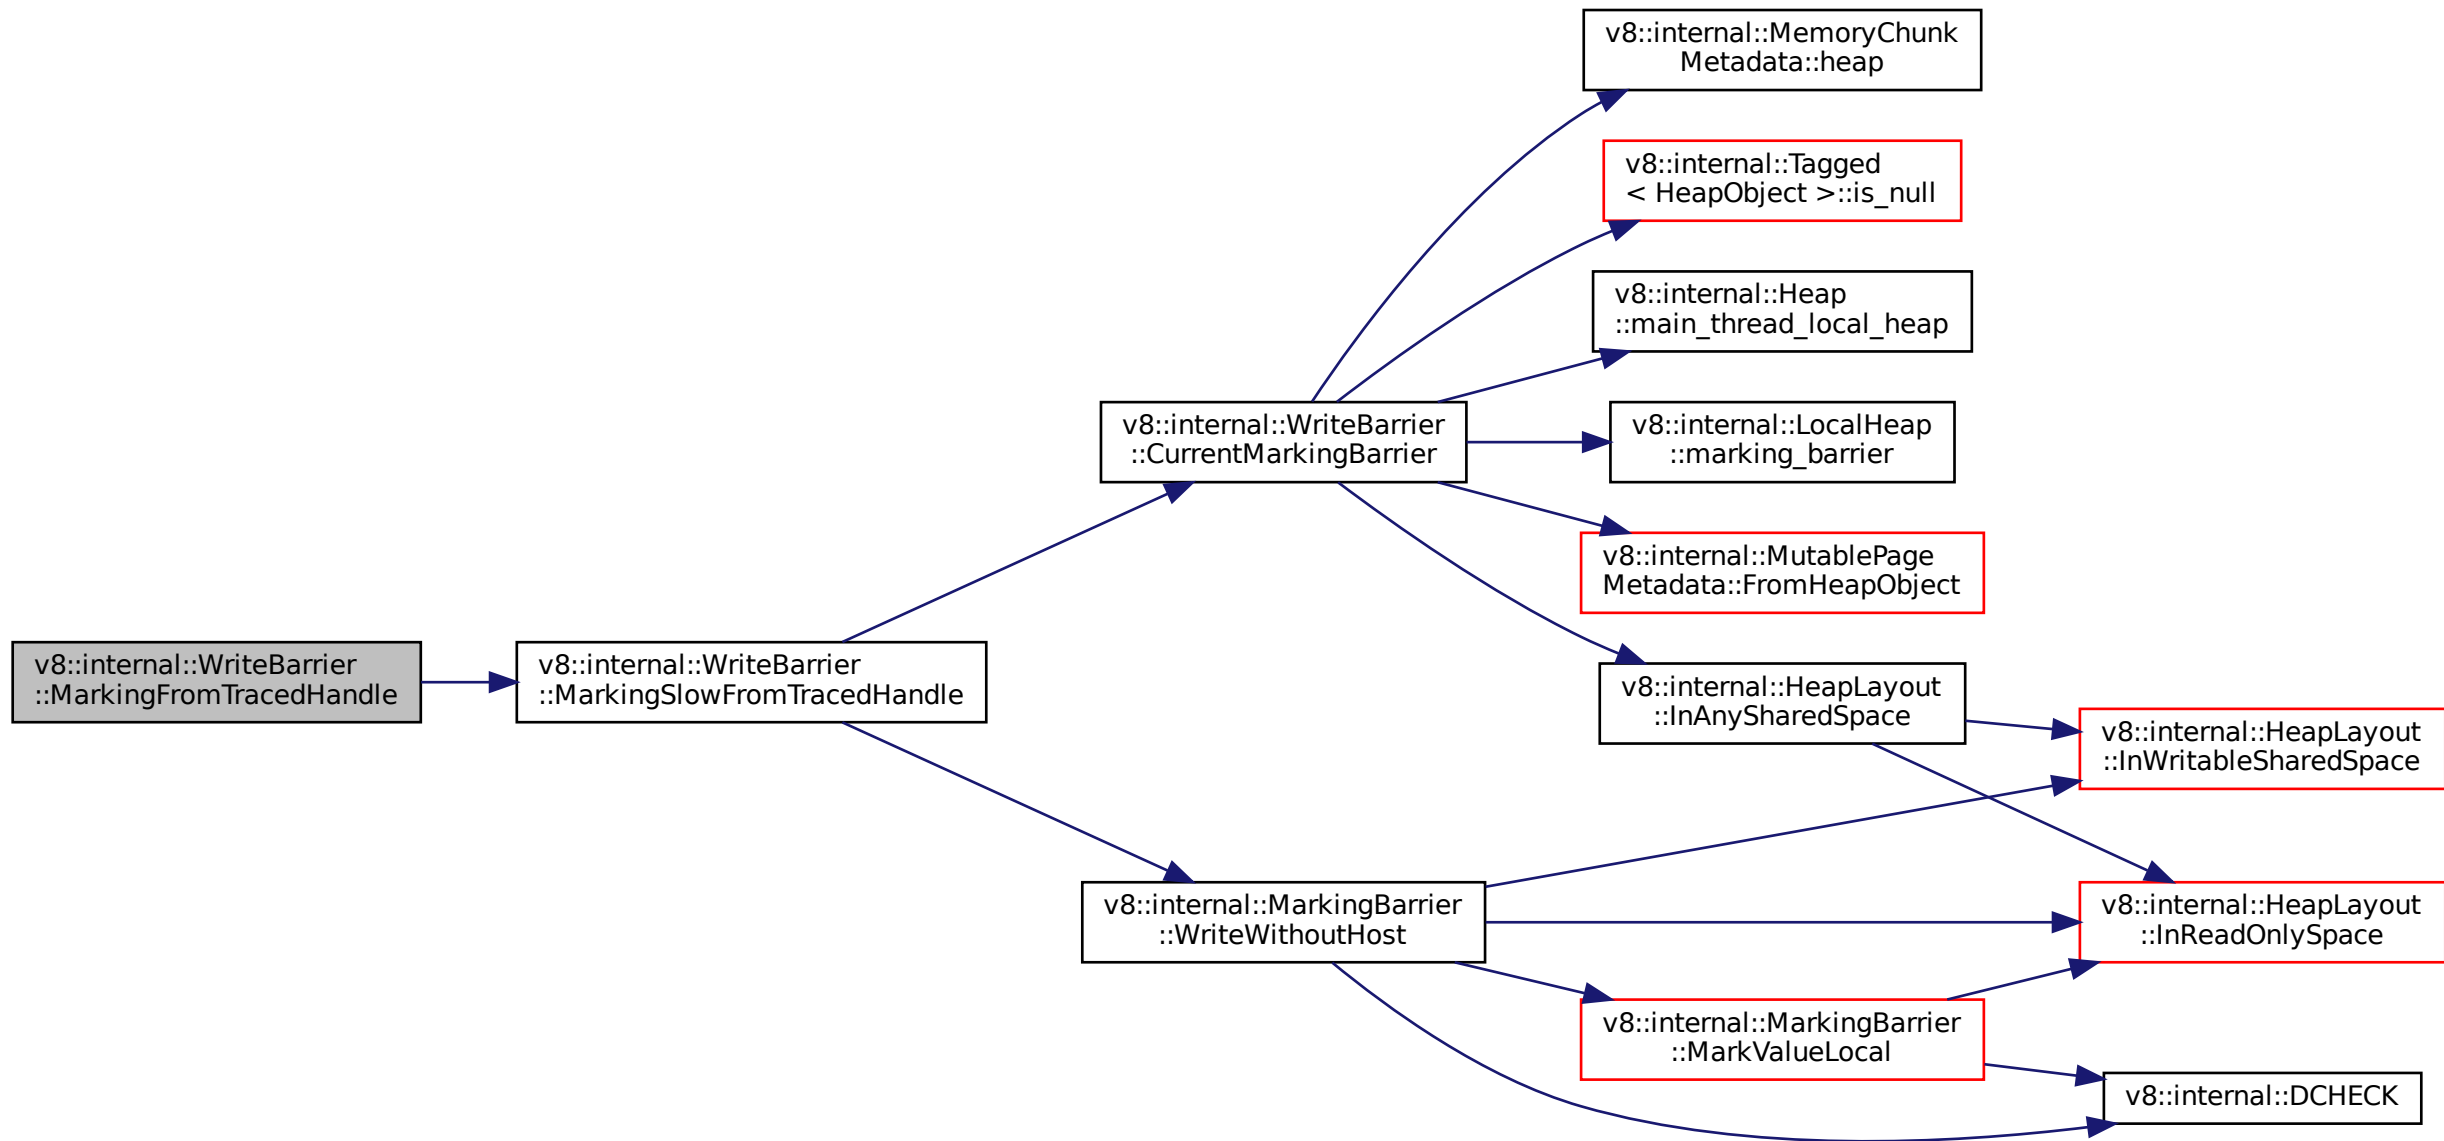 v8::internal::MemoryChunk
Metadata::heap
v8::internal::Tagged
< HeapObject >::is_null
v8::internal::Heap
::main_thread_local_heap
v8::internal::WriteBarrier
::CurrentMarkingBarrier
v8::internal::LocalHeap
::marking_barrier
v8::internal::MutablePage
Metadata::FromHeapObject
v8::internal::WriteBarrier
::MarkingFromTracedHandle
v8::internal::WriteBarrier
::MarkingSlowFromTracedHandle
v8::internal::HeapLayout
::InAnySharedSpace
v8::internal::HeapLayout
::InWritableSharedSpace
v8::internal::MarkingBarrier
::WriteWithoutHost
v8::internal::HeapLayout
::InReadOnlySpace
v8::internal::MarkingBarrier
::MarkValueLocal
v8::internal::DCHECK